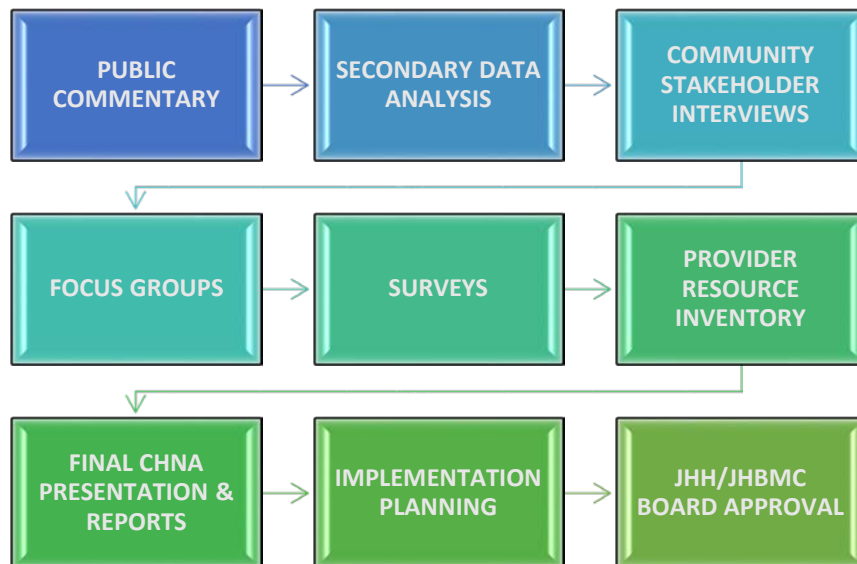 PUBLIC
COMMENTARY
SECONDARY DATA
ANALYSIS
COMMUNITY
STAKEHOLDER
INTERVIEWS
FOCUS GROUPS
SURVEYS
PROVIDER
RESOURCE
INVENTORY
FINAL CHNA
PRESENTATION &
REPORTS
IMPLEMENTATION
PLANNING
JHH/JHBMC
BOARD APPROVAL